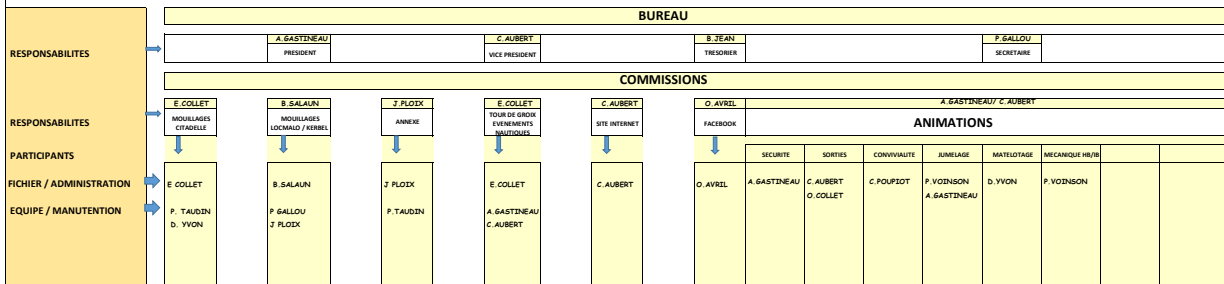 BUREAU
A.GASTINEAU C.AUBERT B.JEAN P.GALLOU
RESPONSABILITES PRESIDENT VICE PRESIDENT TRESORIER SECRETAIRE
COMMISSIONS
E.COLLET B.SALAUN J.PLOIX E.COLLET C.AUBERT O.AVRIL A.GASTINEAU/ C.AUBERT
RESPONSABILITES
MOUILLAGES
CITADELLE
MOUILLAGES
LOCMALO / KERBEL
ANNEXE
TOUR DE GROIX
EVENEMENTS
NAUTIQUES
SITE INTERNET
FACEBOOK
ANIMATIONS
PARTICIPANTS SECURITE SORTIES CONVIVIALITE JUMELAGE MATELOTAGE MECANIQUE HB/IB
FICHIER / ADMINISTRATION E COLLET B.SALAUN J PLOIX E.COLLET C.AUBERT O.AVRIL A.GASTINEAU C.AUBERT C.POUPIOT P.VOINSON D.YVON P.VOINSON
O.COLLET A.GASTINEAU
EQUIPE / MANUTENTION P. TAUDIN P GALLOU P.TAUDIN A.GASTINEAU
D. YVON J PLOIX C.AUBERT